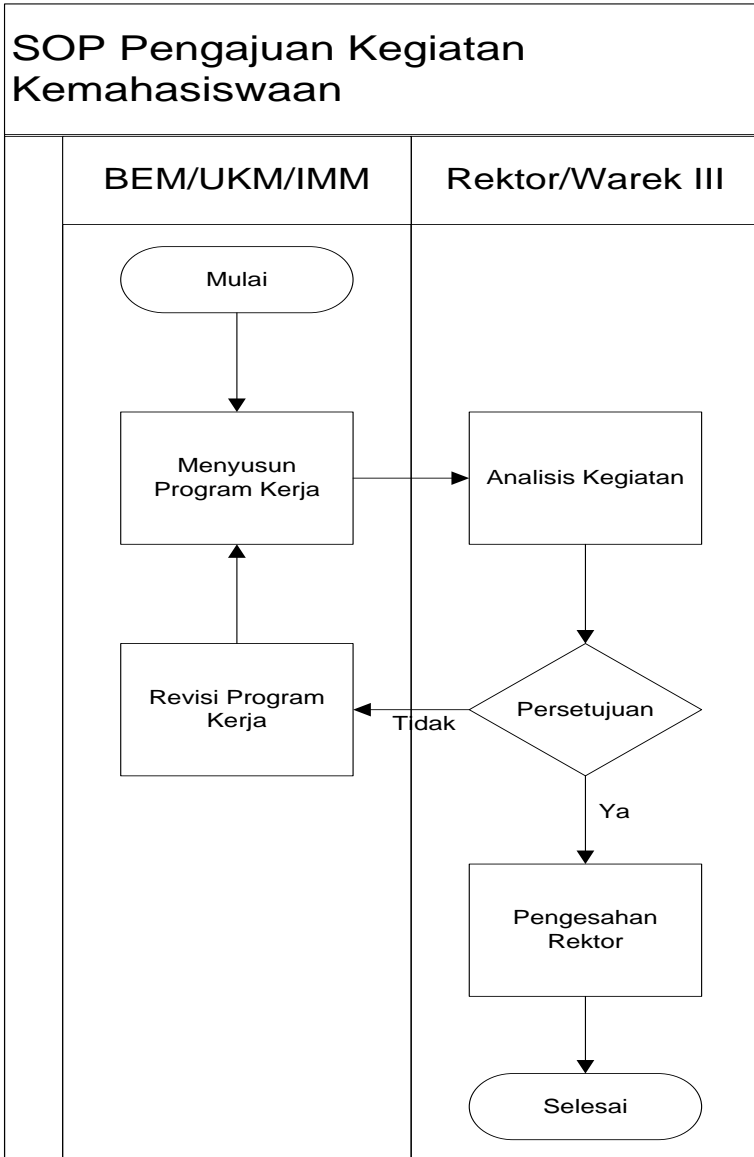 SOP Pengajuan Kegiatan
Kemahasiswaan
BEM/UKM/IMM
Rektor/Warek III
Mulai
Menyusun
Program Kerja
Analisis Kegiatan
Revisi Program
Kerja
Tidak
Persetujuan
Ya
Pengesahan
Rektor
Selesai